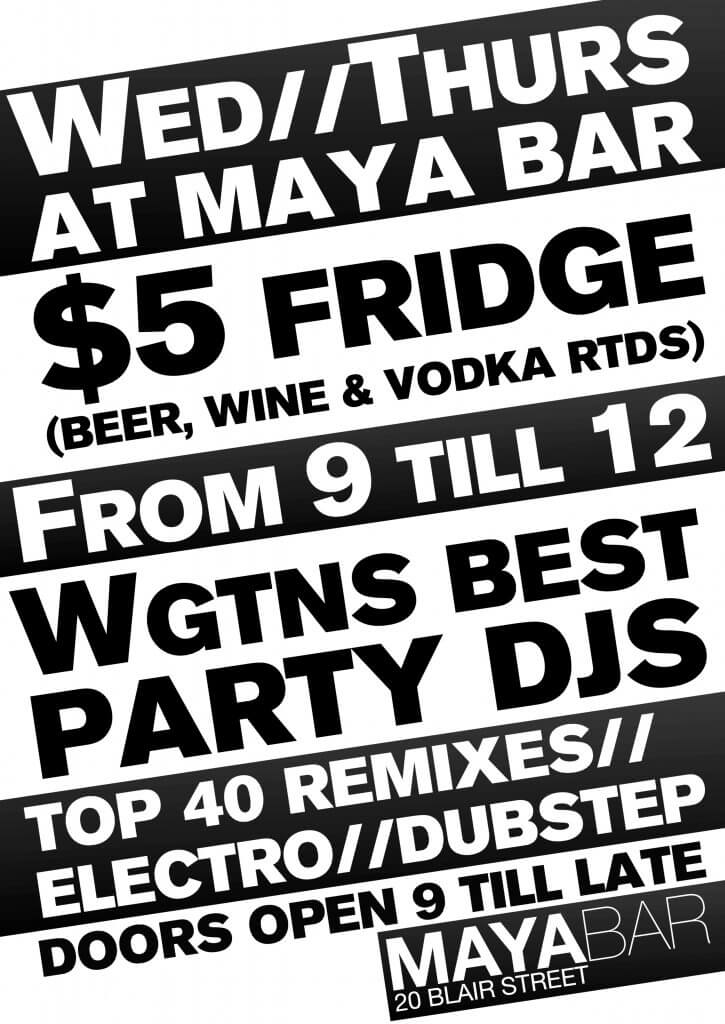 WED//THURS
AT MAYA BAR
$5 FRIDGE
(BEER, WINE & VODKA RTDS)
FROM 9 TILL 12
WGTNS BEST
PARTY DJS
TOP 40 REMIXES//
ELECTRO//DUBSTEP
DOORS OPEN 9 TILL LATE
MAYABAR
20 BLAIR STREET